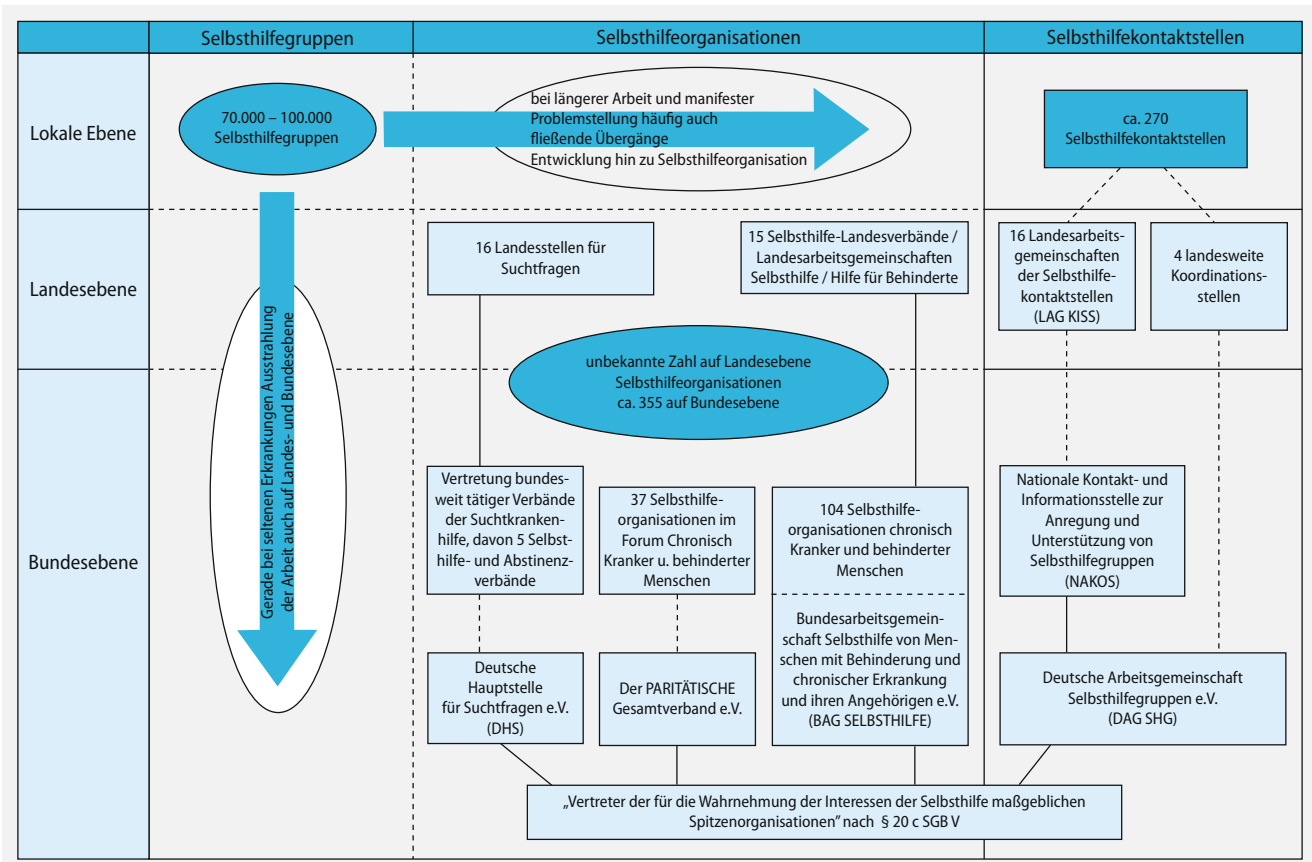 Selbsthilfegruppen
Selbsthilfeorganisationen
Selbsthilfekontaktstellen
Lokale Ebene
70.000 – 100.000
Selbsthilfegruppen
bei längerer Arbeit und manifester
Problemstellung häufig auch
fließende Übergänge
Entwicklung hin zu Selbsthilfeorganisation
ca. 270
Selbsthilfekontaktstellen
Landesebene
16 Landesstellen für
Suchtfragen
15 Selbsthilfe-Landesverbände /
Landesarbeitsgemeinschaften
Selbsthilfe / Hilfe für Behinderte
16 Landesarbeits-
gemeinschaften
der Selbsthilfe-
kontaktstellen
(LAG KISS)
4 landesweite
Koordinations-
stellen
Gerade bei seltenen Erkrankungen Ausstrahlung
der Arbeit auch auf Landes- und Bundesebene
unbekannte Zahl auf Landesebene
Selbsthilfeorganisationen
ca. 355 auf Bundesebene
Bundesebene
Vertretung bundes-
weit tätiger Verbände
der Suchtkranken-
hilfe, davon 5 Selbst-
hilfe- und Abstinenz-
verbände
37 Selbsthilfe-
organisationen im
Forum Chronisch
Kranker u. behinderter
Menschen
104 Selbsthilfe-
organisationen chronisch
Kranker und behinderter
Menschen
Nationale Kontakt- und
Informationsstelle zur
Anregung und
Unterstützung von
Selbsthilfegruppen
(NAKOS)
Deutsche
Hauptstelle
für Suchtfragen e.V.
(DHS)
Der PARITÄTISCHE
Gesamtverband e.V.
Bundesarbeitsgemein-
schaft Selbsthilfe von Men-
schen mit Behinderung und
chronischer Erkrankung
und ihren Angehörigen e.V.
(BAG SELBSTHILFE)
Deutsche Arbeitsgemeinschaft
Selbsthilfegruppen e.V.
(DAG SHG)
„Vertreter der für die Wahrnehmung der Interessen der Selbsthilfe maßgeblichen
Spitzenorganisationen" nach § 20 c SGB V